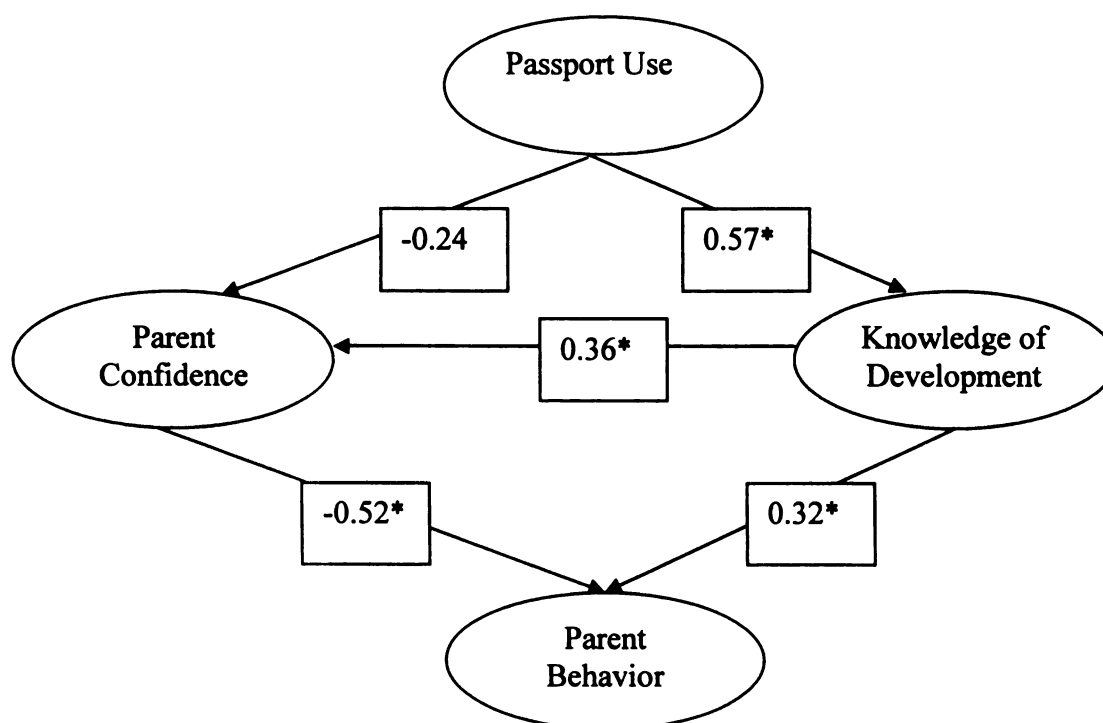 Passport Use
-0.24
0.57*
Parent
Confidence
0.36*
Knowledge of
Development
-0.52*
0.32*
Parent
Behavior